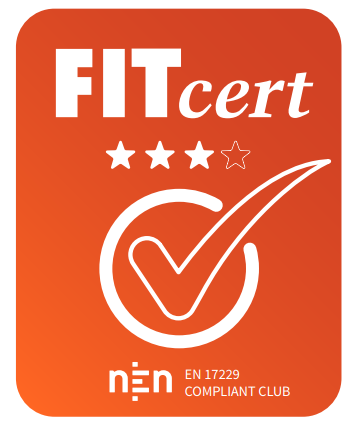 FITcert
nen
EN 17229
COMPLIANT CLUB